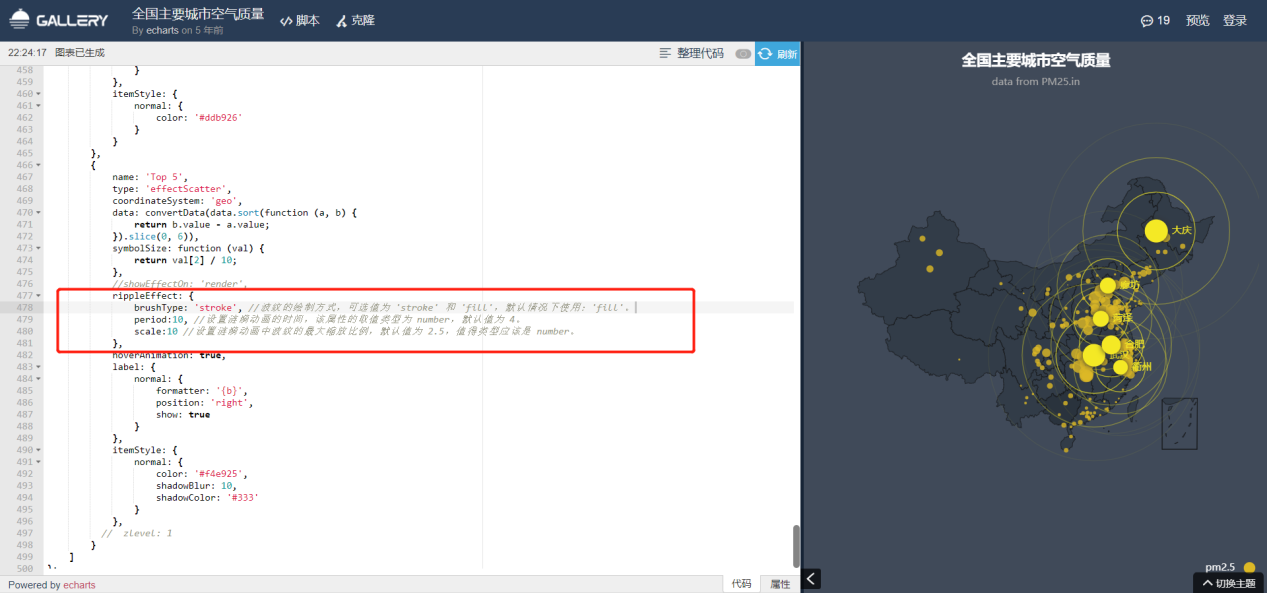 GALLERY
全国主要城市空气质量
By echarts on 5 年前
脚本
克隆
19
预览
登录
22:24:17 图表已生成
整理代码
刷新
458 }
459 },
460 itemStyle: {
461 normal: {
462 color: '#ddb926'
463 }
464 }
465 },
466 {
467 name: 'Top 5',
468 type: 'effectScatter',
469 coordinateSystem: 'geo',
470 data: convertData(data.sort(function (a, b) {
471 return b.value - a.value;
472 }).slice(0, 6)),
473 symbolSize: function (val) {
474 return val[2] / 10;
475 },
476 //showEffectOn: 'render',
477 rippleEffect: {
478 brushType: 'stroke', //波纹的绘制方式，可选值为 'stroke' 和 'fill'，默认情况下使用：'fill'。
479 period:10, //设置涟漪动画的时间，该属性的取值类型为 number，默认值为 4。
480 scale:10 //设置涟漪动画中波纹的最大缩放比例，默认值为 2.5，值得类型应该是 number。
481 },
482 hoverAnimation: true,
483 label: {
484 normal: {
485 formatter: '{b}',
486 position: 'right',
487 show: true
488 }
489 },
490 itemStyle: {
491 normal: {
492 color: '#f4e925',
493 shadowBlur: 10,
494 shadowColor: '#333'
495 }
496 },
497 // zlevel: 1
498 }
499 ]
500
Powered by echarts
代码
属性
全国主要城市空气质量
data from PM25.in
大庆
廊坊
菏泽
合肥
武汉
衢州
pm2.5
切换主题